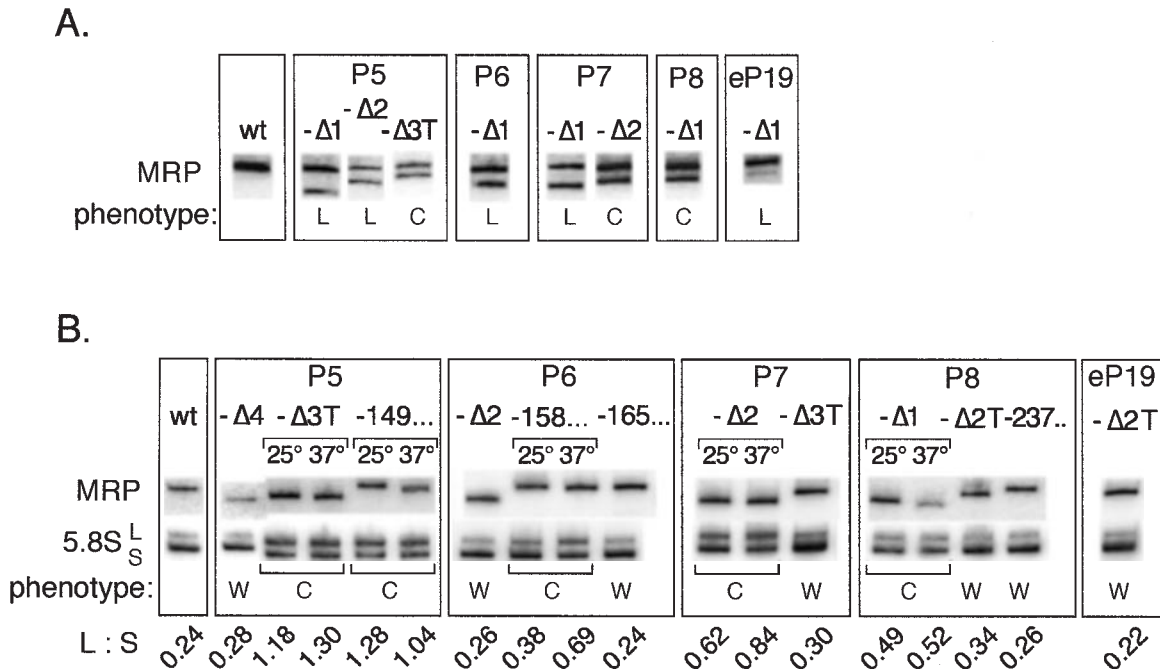 A.
P5 P6 P7 P8 eP19
wt -Δ1 -Δ2 -Δ3T -Δ1 -Δ1 -Δ2 -Δ1 -Δ1
MRP
phenotype: L L C L L C C L
B.
P5 P6 P7 P8 eP19
wt -Δ4 -Δ3T -149... -Δ2 -158... -165... -Δ2 -Δ3T -Δ1 -Δ2T -237.. -Δ2T
25° 37° 25° 37° 25° 37° 25° 37° 25° 37°
MRP
5.8S L
S
phenotype: W C C W C W C W C W W W
L : S 0.24 0.28 1.18 1.30 1.28 1.04 0.26 0.38 0.69 0.24 0.62 0.84 0.30 0.49 0.52 0.34 0.26 0.22